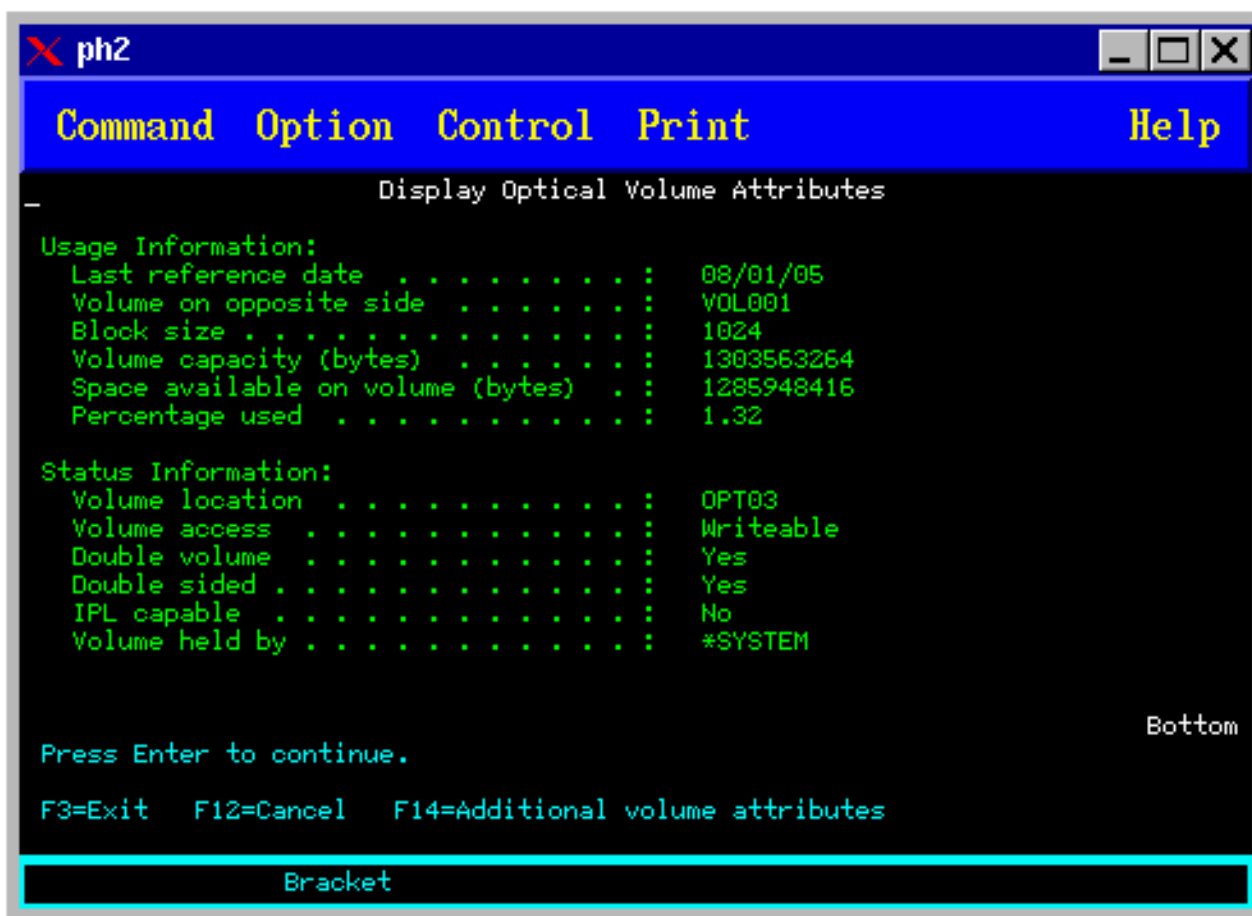 ph2
Command Option Control Print Help
Display Optical Volume Attributes
_
Usage Information:
Last reference date . . . . . . . . : 08/01/05
Volume on opposite side . . . . . . : VOL001
Block size . . . . . . . . . . . . . : 1024
Volume capacity (bytes) . . . . . . : 1303563264
Space available on volume (bytes) . : 1285948416
Percentage used . . . . . . . . . . : 1.32
Status Information:
Volume location . . . . . . . . . . : OPT03
Volume access . . . . . . . . . . . : Writeable
Double volume . . . . . . . . . . . : Yes
Double sided . . . . . . . . . . . . : Yes
IPL capable . . . . . . . . . . . . : No
Volume held by . . . . . . . . . . . : *SYSTEM
Bottom
Press Enter to continue.
F3=Exit F12=Cancel F14=Additional volume attributes
Bracket